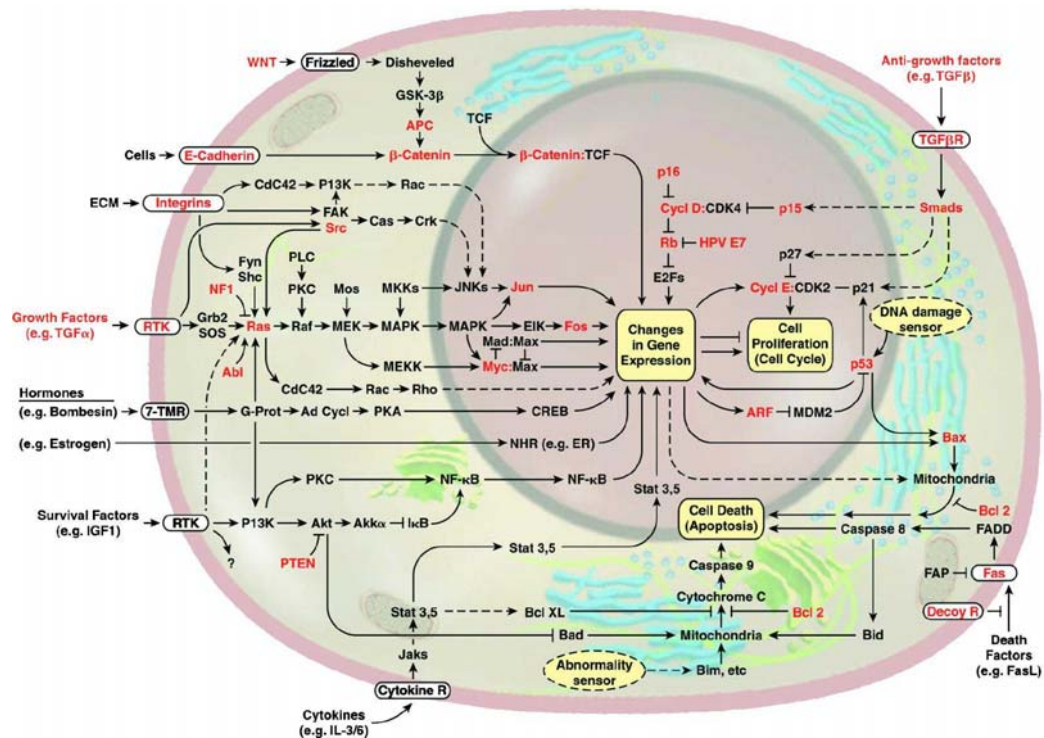 WNT Frizzled Disheveled
GSK-3β
APC
TCF
Cells E-Cadherin β-Catenin β-Catenin:TCF
Anti-growth factors
(e.g. TGFβ)
TGFβR
CdC42 P13K Rac
ECM Integrins
FAK
Src Cas Crk
p16
Cycl D:CDK4 p15 Smads
Rb HPV E7
E2Fs
p27
Cycl E:CDK2 p21
Fyn
Shc
PLC
PKC
NF1
Mos MKKs JNKs Jun
Growth Factors
(e.g. TGFα)
RTK Grb2
SOS
Ras Raf MEK MAPK MAPK ElK Fos
Mad:Max
MEKK Myc:Max
Abl
CdC42 Rac Rho
Changes
in Gene
Expression
Cell
Proliferation
(Cell Cycle)
DNA damage
sensor
p53
ARF MDM2
Bax
Hormones
(e.g. Bombesin) 7-TMR G-Prot Ad Cycl PKA CREB
(e.g. Estrogen) NHR (e.g. ER)
PKC NF-κB NF-κB
Stat 3,5
Mitochondria
Bcl 2
Survival Factors
(e.g. IGF1)
RTK P13K Akt Akkα IκB
?
PTEN
Cell Death
(Apoptosis)
Caspase 8 FADD
Stat 3,5
Caspase 9
FAP Fas
Cytochrome C
Stat 3,5 Bcl XL Bcl 2
Decoy R
Bad Mitochondria Bid
Death
Factors
(e.g. FasL)
Jaks
Abnormality
sensor
Bim, etc
Cytokine R
Cytokines
(e.g. IL-3/6)